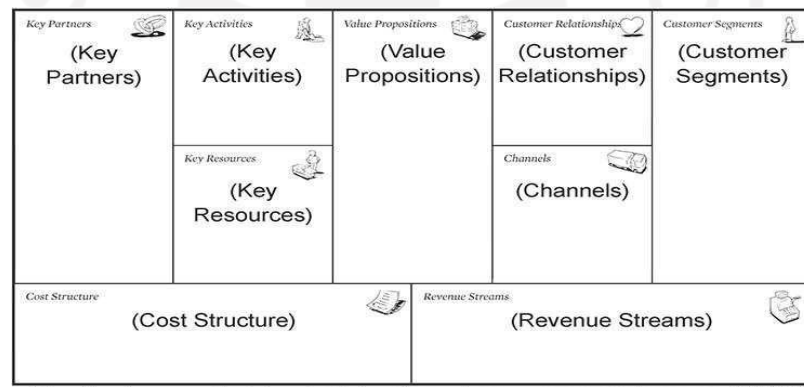 Key Partners
(Key
Partners)
Key Activities
(Key
Activities)
Key Resources
(Key
Resources)
Value Propositions
(Value
Propositions)
Customer Relationships
(Customer
Relationships)
Channels
(Channels)
Customer Segments
(Customer
Segments)
Cost Structure
(Cost Structure)
Revenue Streams
(Revenue Streams)